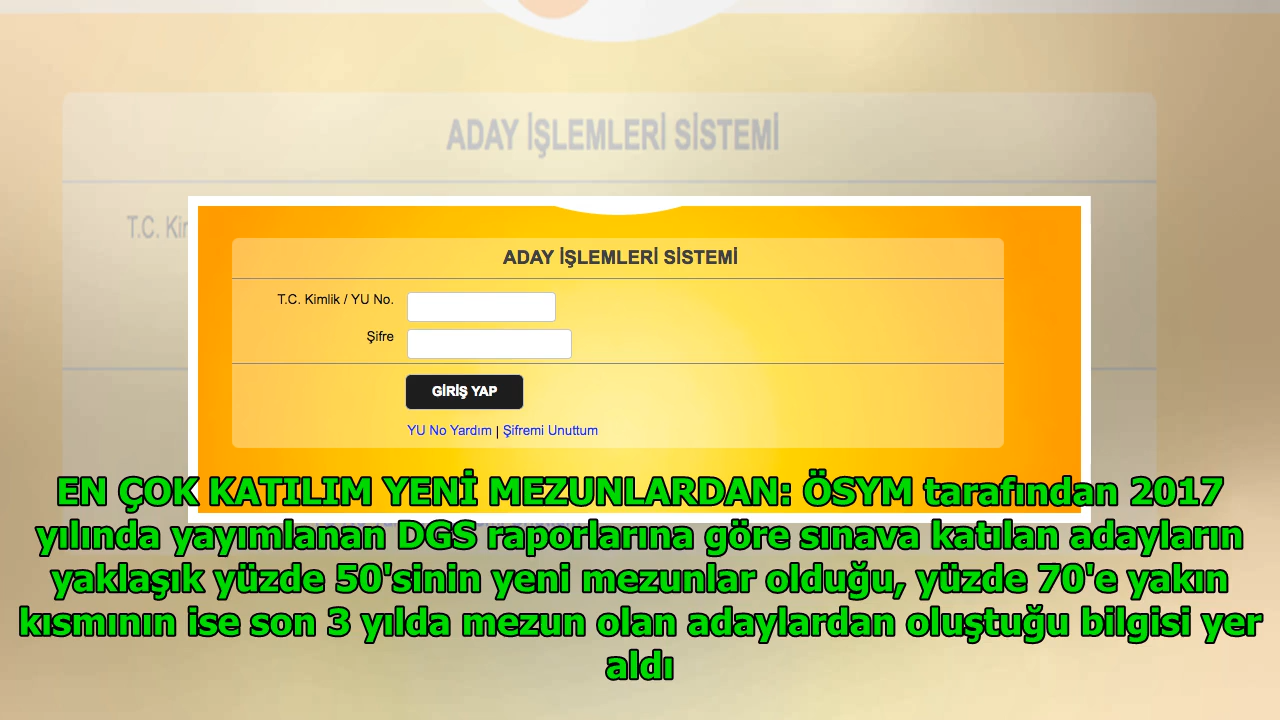 ADAY İŞLEMLERİ SİSTEMİ
T.C. Kim
ADAY İŞLEMLERİ SİSTEMİ
T.C. Kimlik / YU No.
Şifre
GİRİŞ YAP
YU No Yardım | Şifremi Unuttum
EN ÇOK KATILIM YENİ MEZUNLARDAN: ÖSYM tarafından 2017
yılında yayımlanan DGS raporlarına göre sınava katılan adayların
yaklaşık yüzde 50'sinin yeni mezunlar olduğu, yüzde 70'e yakın
kısmının ise son 3 yılda mezun olan adaylardan oluştuğu bilgisi yer
aldı